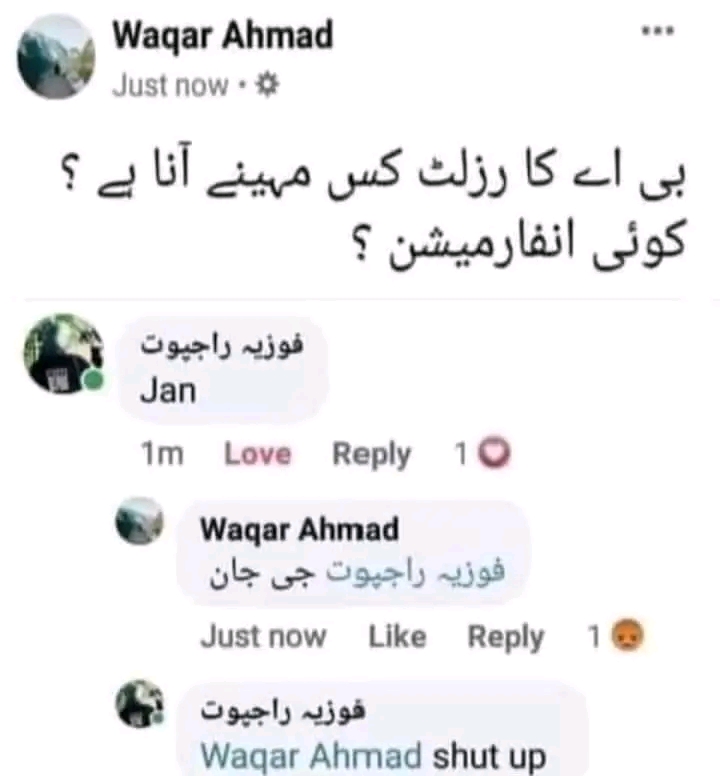 Waqar Ahmad
Just now
بی اے کا رزلٹ کس مہینے آنا ہے ؟
کوئی انفارمیشن ؟
فوزیہ راجپوت
Jan
1m Love Reply 1
Waqar Ahmad
فوزیہ راجپوت جی جان
Just now Like Reply 1
فوزیہ راجپوت
Waqar Ahmad shut up